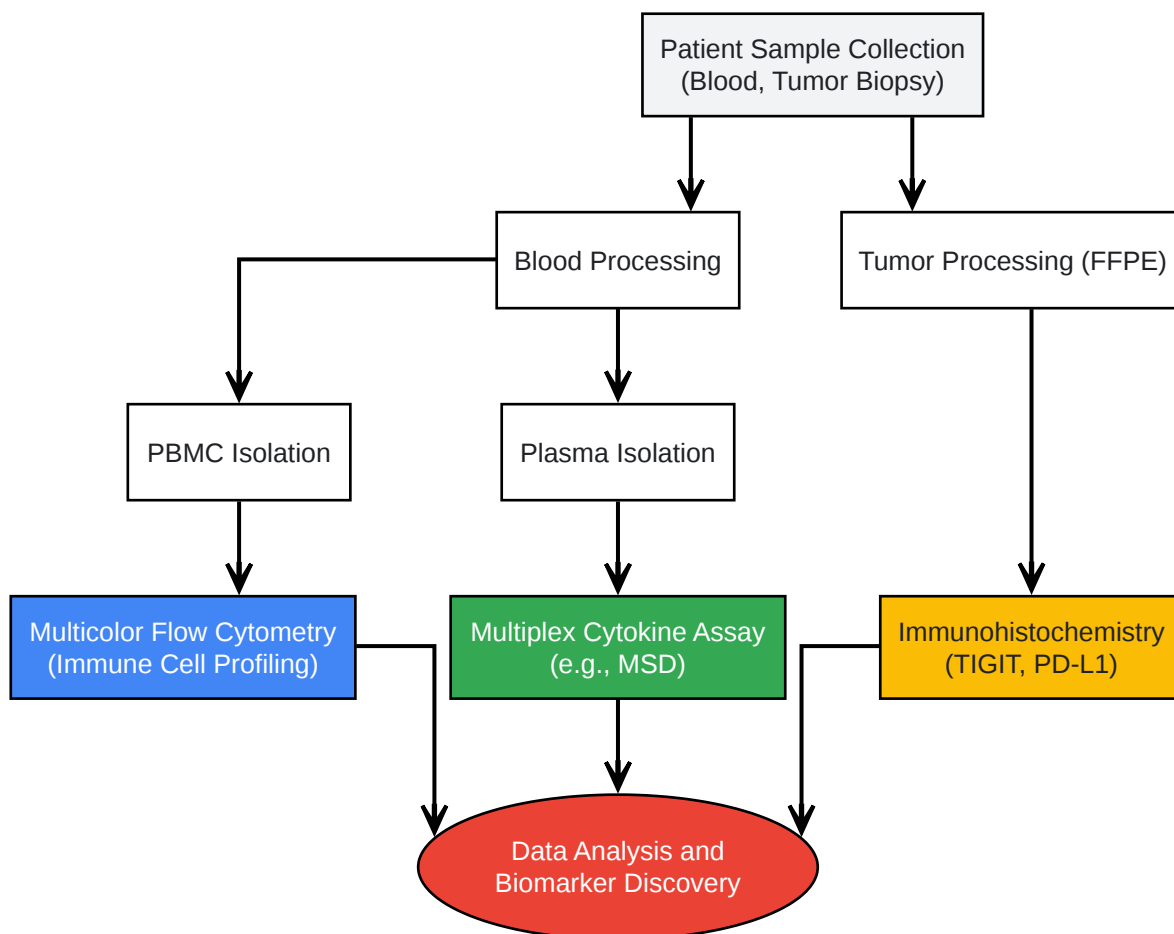 Patient Sample Collection
(Blood, Tumor Biopsy)
Blood Processing
Tumor Processing (FFPE)
PBMC Isolation
Plasma Isolation
Multicolor Flow Cytometry
(Immune Cell Profiling)
Multiplex Cytokine Assay
(e.g., MSD)
Immunohistochemistry
(TIGIT, PD-L1)
Data Analysis and
Biomarker Discovery